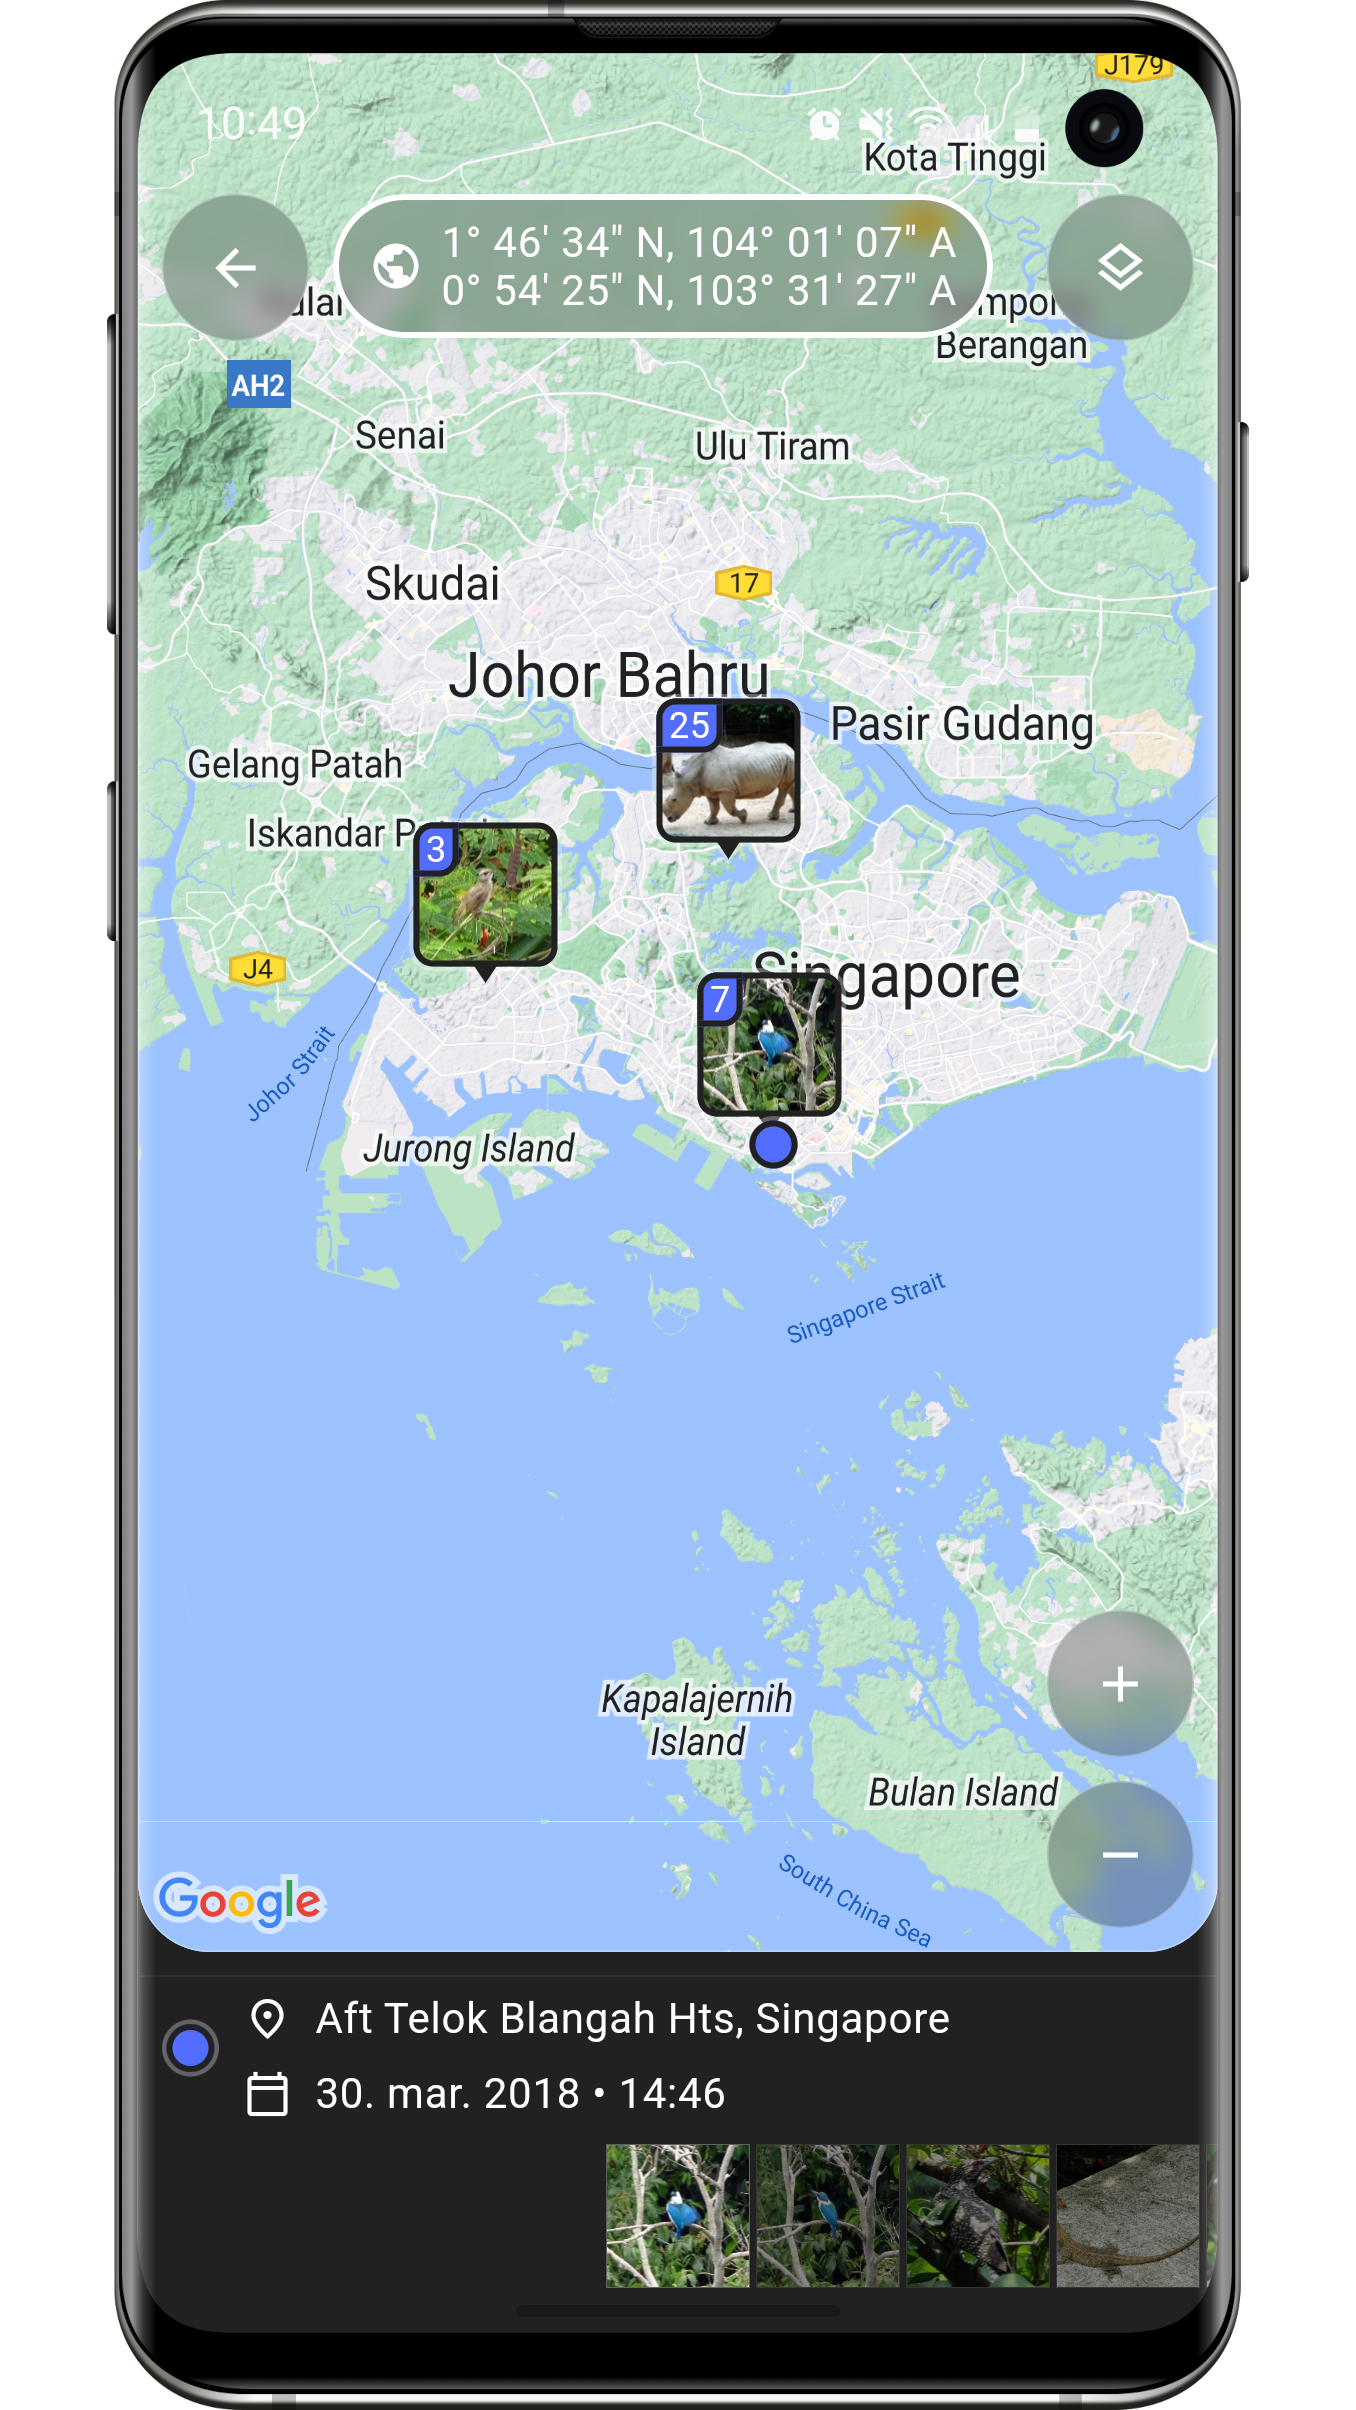 J179
10:49
Kota Tinggi
1° 46' 34" N, 104° 01' 07" A
0° 54' 25" N, 103° 31' 27" A
Berangan
AH2
Senai
Ulu Tiram
Skudai
17
Johor Bahru
25
Pasir Gudang
Gelang Patah
Iskandar
3
J4
Singapore
7
Johor Strait
Jurong Island
Singapore Strait
Kapalajernih
Island
Bulan Island
South China Sea
Google
Aft Telok Blangah Hts, Singapore
30. mar. 2018 • 14:46